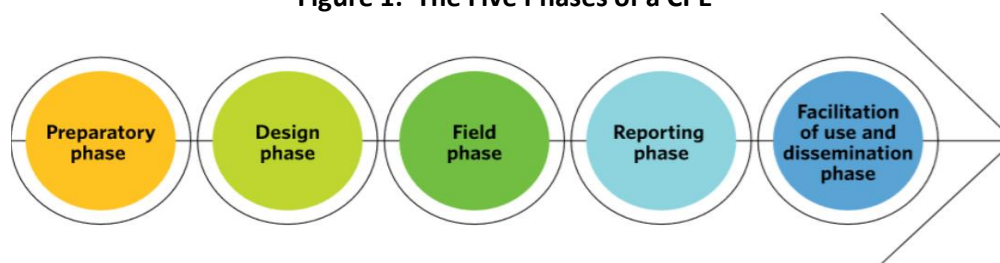 Figure 1: The Five Phases of a CPE
Preparatory
phase
Design
phase
Field
phase
Reporting
phase
Facilitation
of use and
dissemination
phase